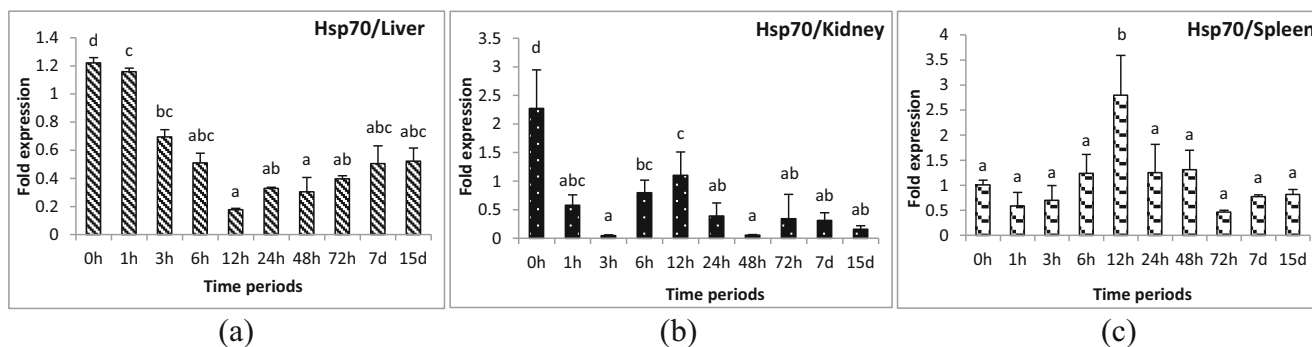 Hsp70/Liver
Fold expression
1.4
1.2
1
0.8
0.6
0.4
0.2
0
d
c
bc
abc
a
ab
a
ab
abc
abc
0h
1h
3h
6h
12h
24h
48h
72h
7d
15d
Time periods
(a)
Hsp70/Kidney
Fold expression
3.5
3
2.5
2
1.5
1
0.5
0
d
abc
a
bc
c
ab
a
ab
ab
ab
0h
1h
3h
6h
12h
24h
48h
72h
7d
15d
Time periods
(b)
Hsp70/Spleen
Fold expression
4
3.5
3
2.5
2
1.5
1
0.5
0
a
a
a
a
b
a
a
a
a
a
0h
1h
3h
6h
12h
24h
48h
72h
7d
15d
Time periods
(c)